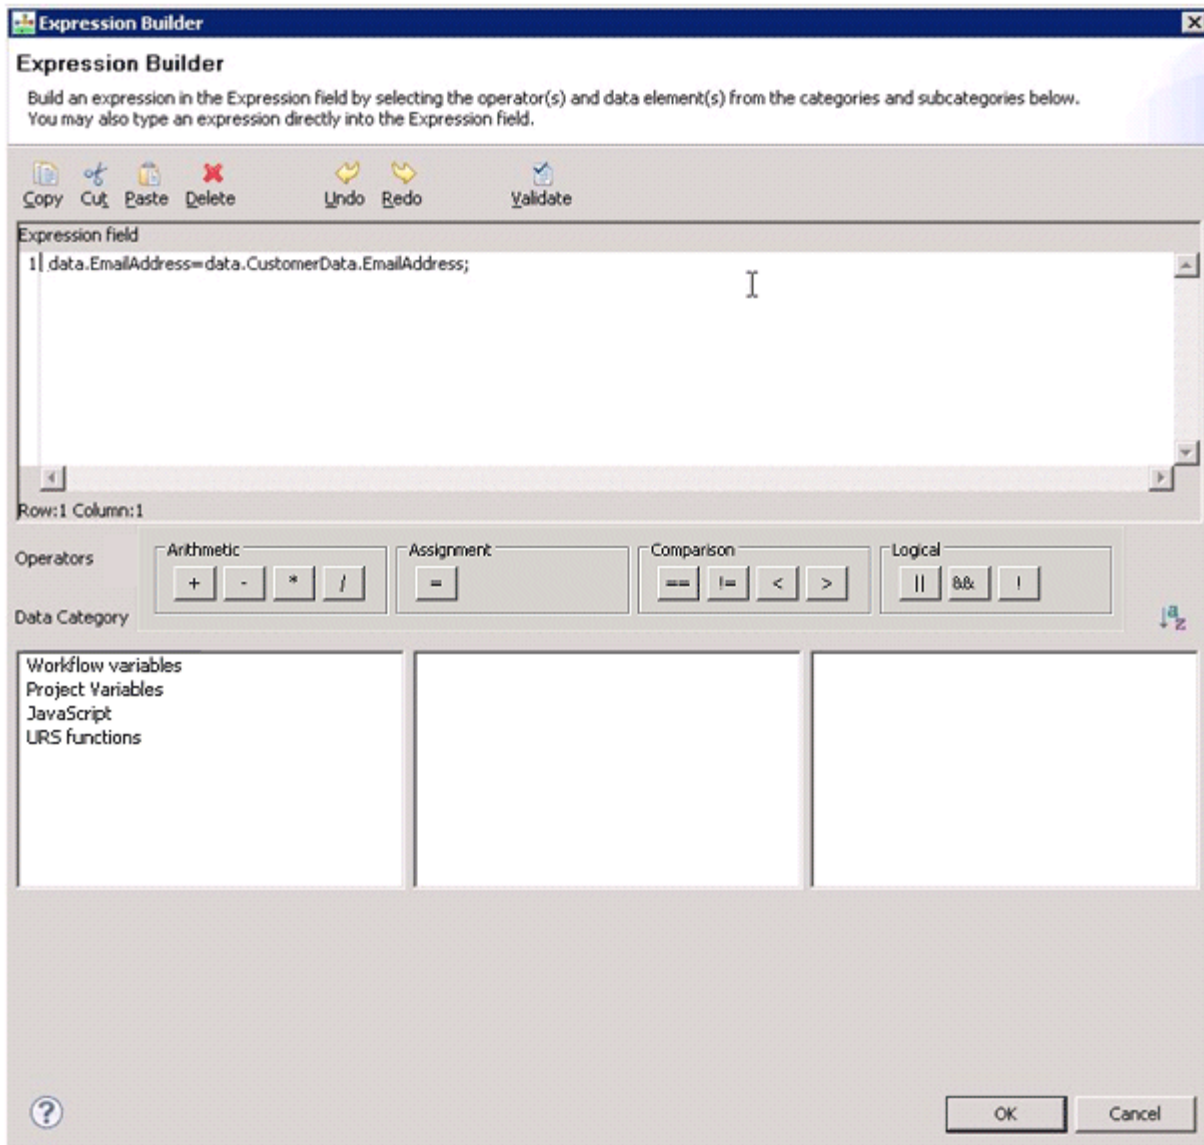 Expression Builder
Expression Builder
Build an expression in the Expression field by selecting the operator(s) and data element(s) from the categories and subcategories below.
You may also type an expression directly into the Expression field.
Copy Cut Paste Delete Undo Redo Validate
Expression field
1 data.EmailAddress=data.CustomerData.EmailAddress;
Row:1 Column:1
Operators
Arithmetic Assignment Comparison Logical
+ - * / = == != < > || && !
Data Category
a z
Workflow variables
Project Variables
JavaScript
URS functions
?
OK Cancel